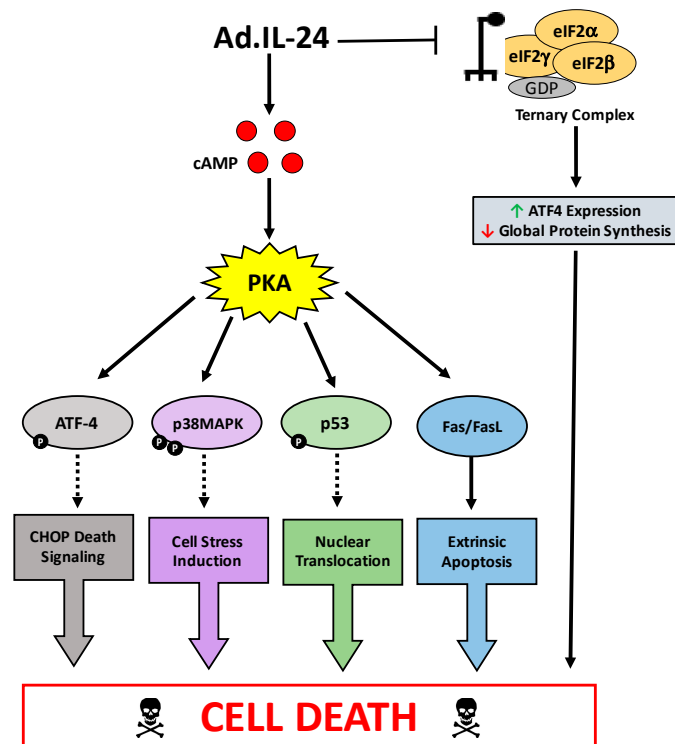 Ad.IL-24
eIF2α
eIF2γ
eIF2β
GDP
Ternary Complex
cAMP
↑ ATF4 Expression
↓ Global Protein Synthesis
PKA
ATF-4
P
p38MAPK
P
P
p53
P
Fas/FasL
CHOP Death
Signaling
Cell Stress
Induction
Nuclear
Translocation
Extrinsic
Apoptosis
CELL DEATH